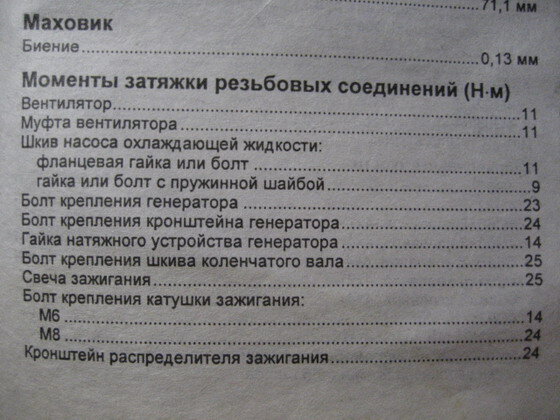 71,1 мм
Маховик
Биение........0,13 мм
Моменты затяжки резьбовых соединений (Н·м)
Вентилятор........11
Муфта вентилятора........11
Шкив насоса охлаждающей жидкости:
фланцевая гайка или болт........11
гайка или болт с пружинной шайбой........9
Болт крепления генератора........23
Болт крепления кронштейна генератора........24
Гайка натяжного устройства генератора........14
Болт крепления шкива коленчатого вала........25
Свеча зажигания........25
Болт крепления катушки зажигания:
М6........14
М8........24
Кронштейн распределителя зажигания........24